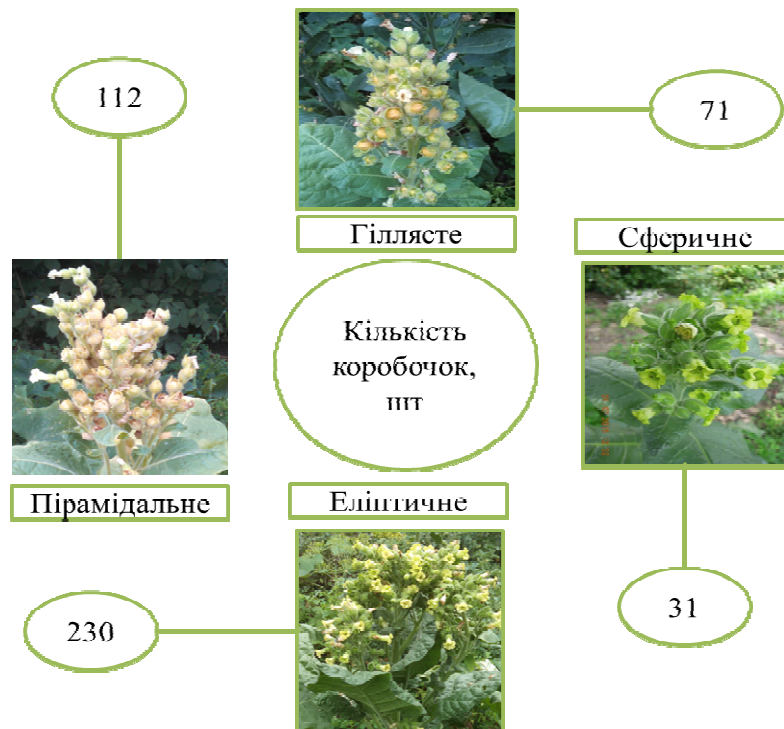 112
71
Гіллясте
Сферичне
Кількість
коробочок,
шт
Пірамідальне
Еліптичне
230
31